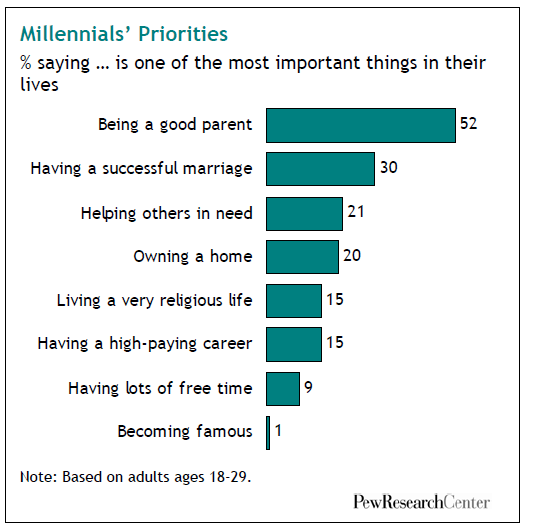 Millennials' Priorities
% saying … is one of the most important things in their
lives
Being a good parent 52
Having a successful marriage 30
Helping others in need 21
Owning a home 20
Living a very religious life 15
Having a high-paying career 15
Having lots of free time 9
Becoming famous 1
Note: Based on adults ages 18-29.
PewResearchCenter